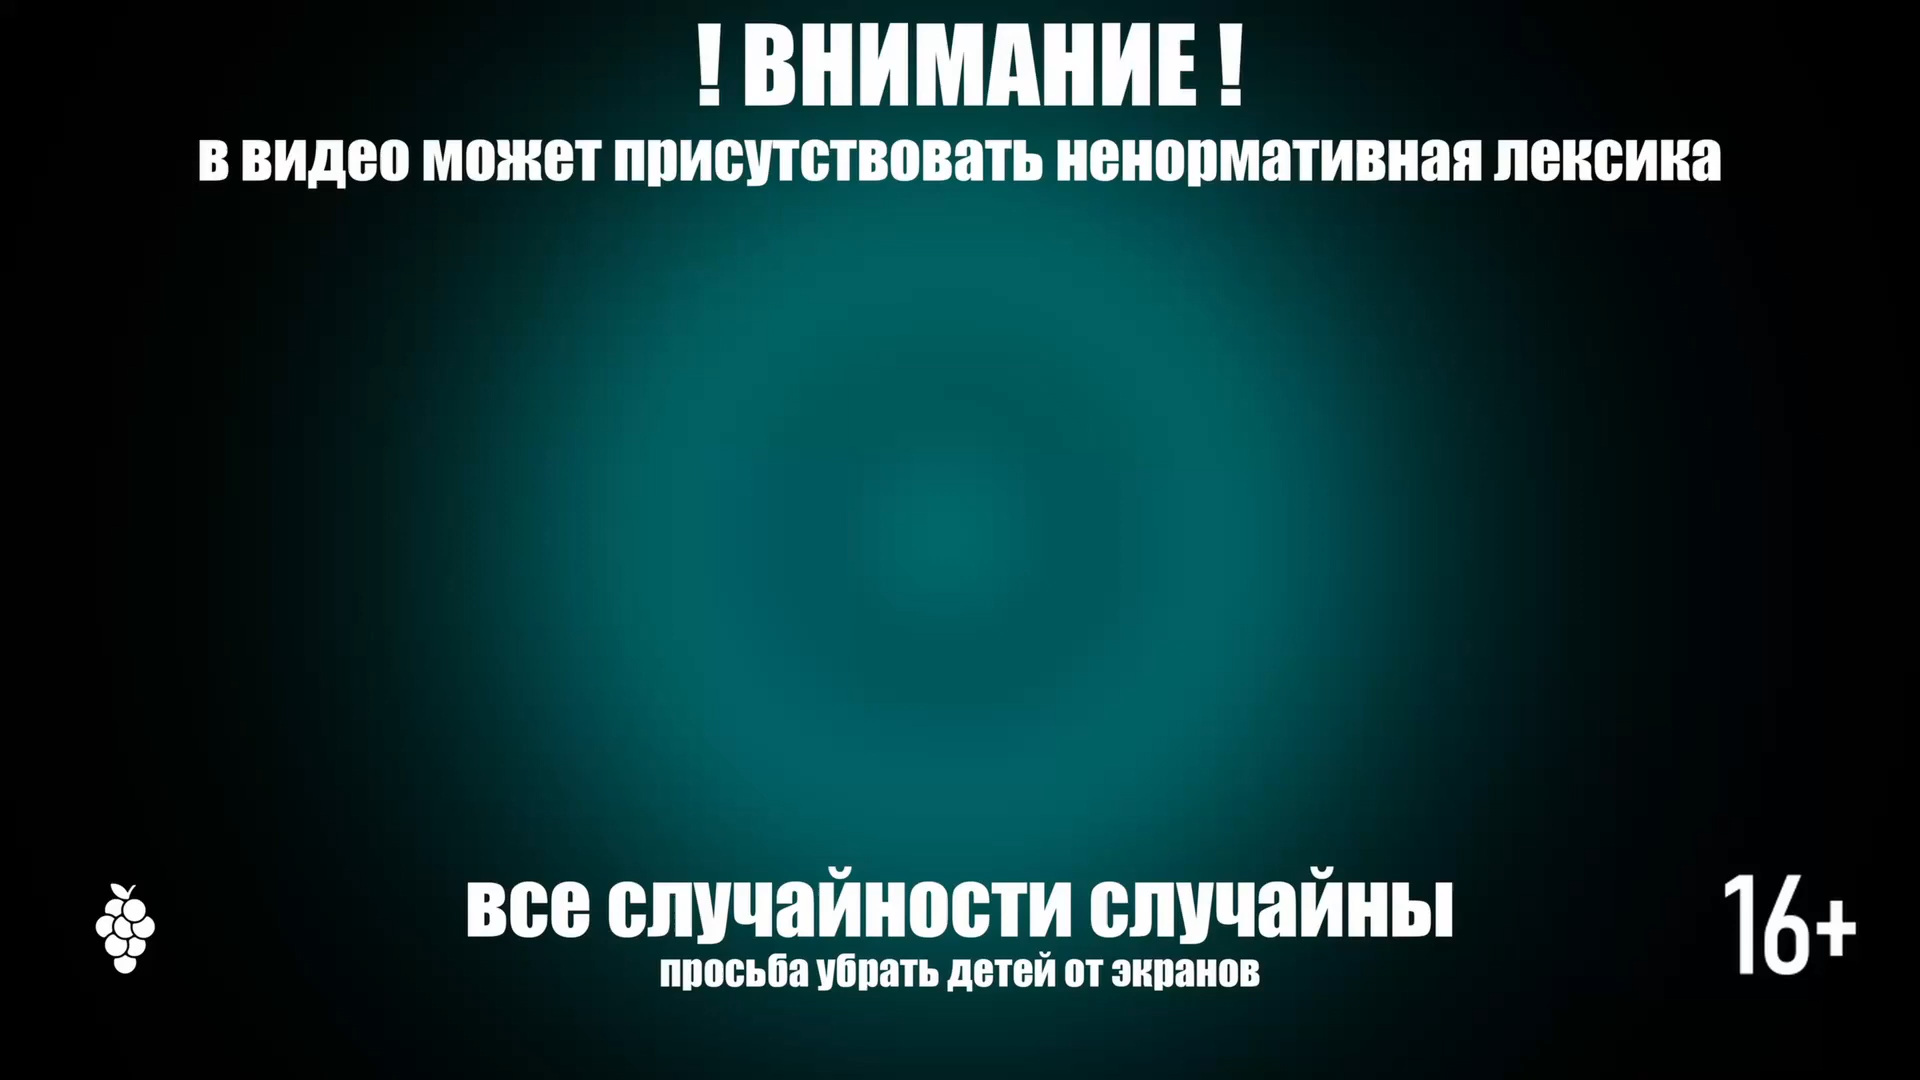 ! ВНИМАНИЕ !
в видео может присутствовать ненормативная лексика
все случайности случайны
просьба убрать детей от экранов
16+